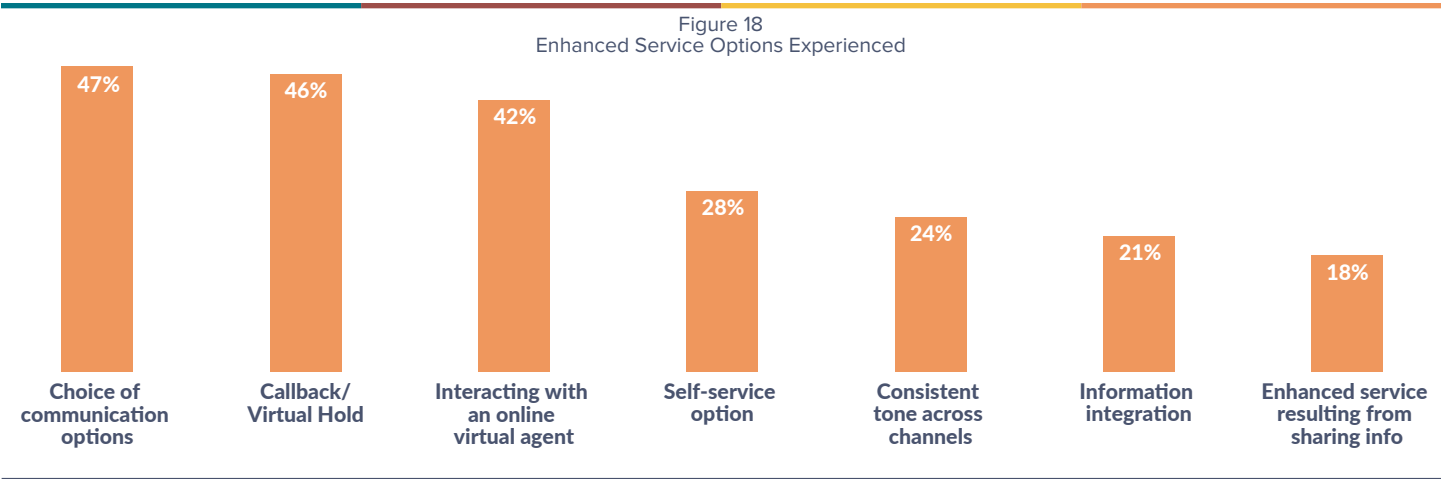 Figure 18
Enhanced Service Options Experienced
47%
46%
42%
28%
24%
21%
18%
Choice of
communication
options
Callback/
Virtual Hold
Interacting with
an online
virtual agent
Self-service
option
Consistent
tone across
channels
Information
integration
Enhanced service
resulting from
sharing info